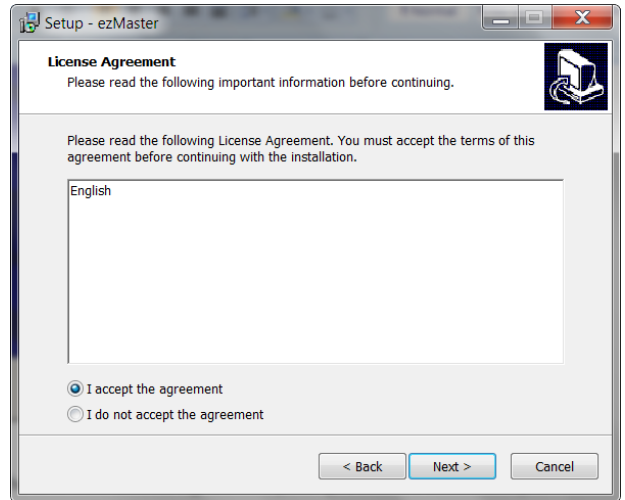 Setup - ezMaster
License Agreement
Please read the following important information before continuing.
Please read the following License Agreement. You must accept the terms of this
agreement before continuing with the installation.
English
I accept the agreement
I do not accept the agreement
< Back
Next >
Cancel